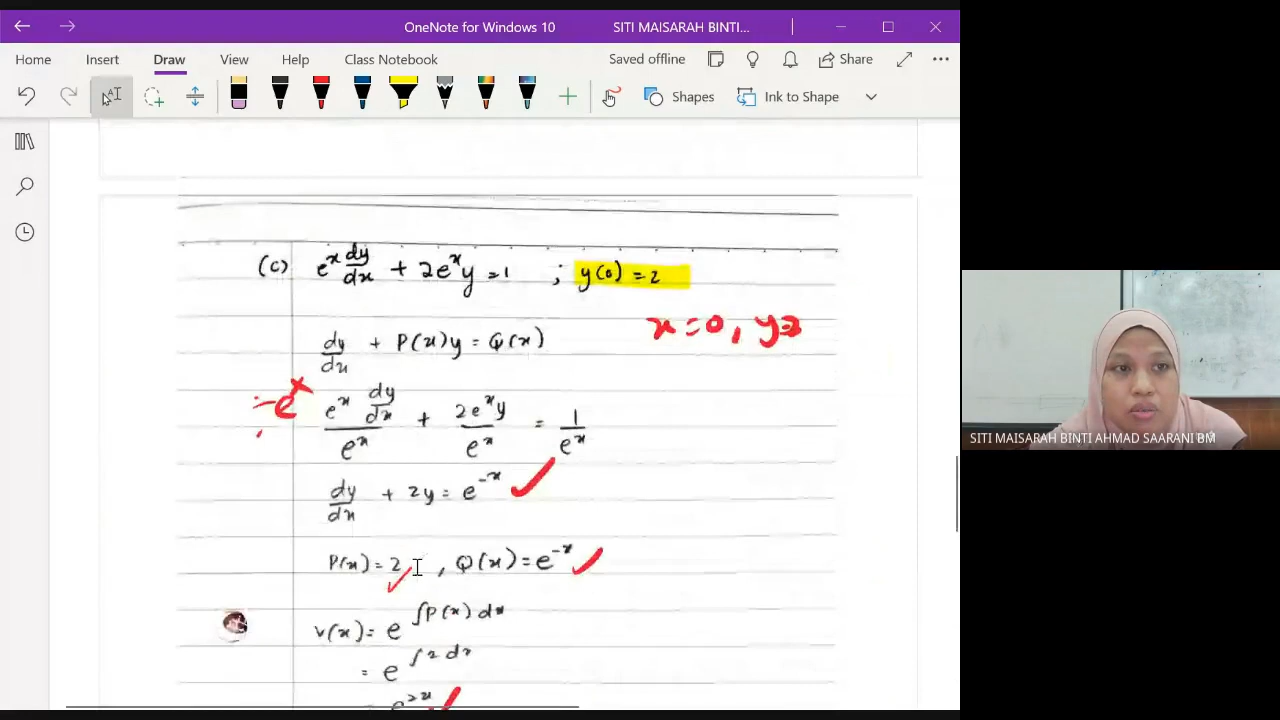 OneNote for Windows 10 SITI MAISARAH BINTI...
Home Insert Draw View Help Class Notebook Saved offline Share
Shapes Ink to Shape
(c) e^x dy/dx + 2e^x y = 1 ; y(0) = 2
x = 0, y=2
dy/dx + P(x)y = Q(x)
÷e^x
e^x dy/dx / e^x + 2e^x y / e^x = 1 / e^x
dy/dx + 2y = e^-x ✓
P(x) = 2 ✓, Q(x) = e^-x ✓
v(x) = e^∫P(x) dx
= e^∫2 dx
= e^2x ✓
SITI MAISARAH BINTI AHMAD SAARANI BM